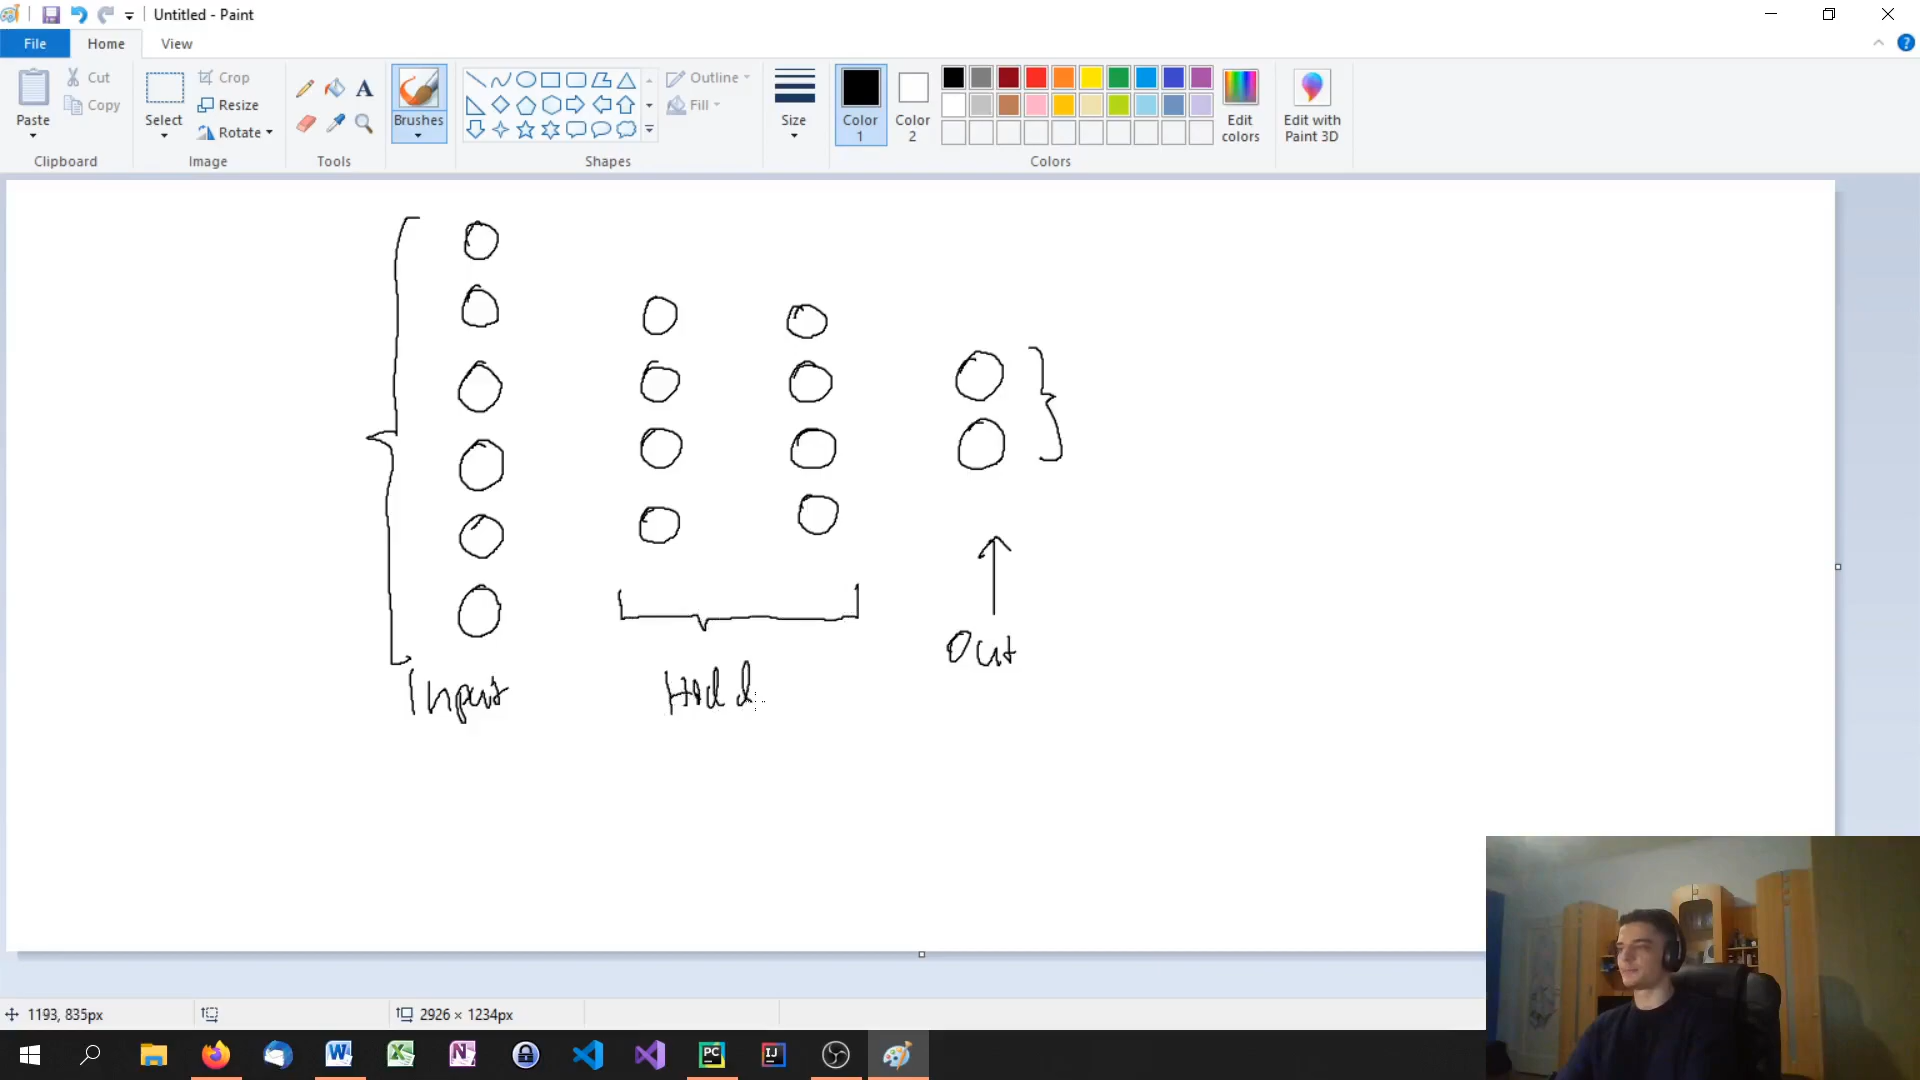 Untitled - Paint
File Home View
Paste
Cut
Copy
Clipboard
Select
Crop
Resize
Rotate
Image
Tools
Brushes
Shapes
Outline
Fill
Size
Color 1
Color 2
Edit colors
Colors
Edit with Paint 3D
Input
Hidd
Out
1193, 835px
2926 × 1234px